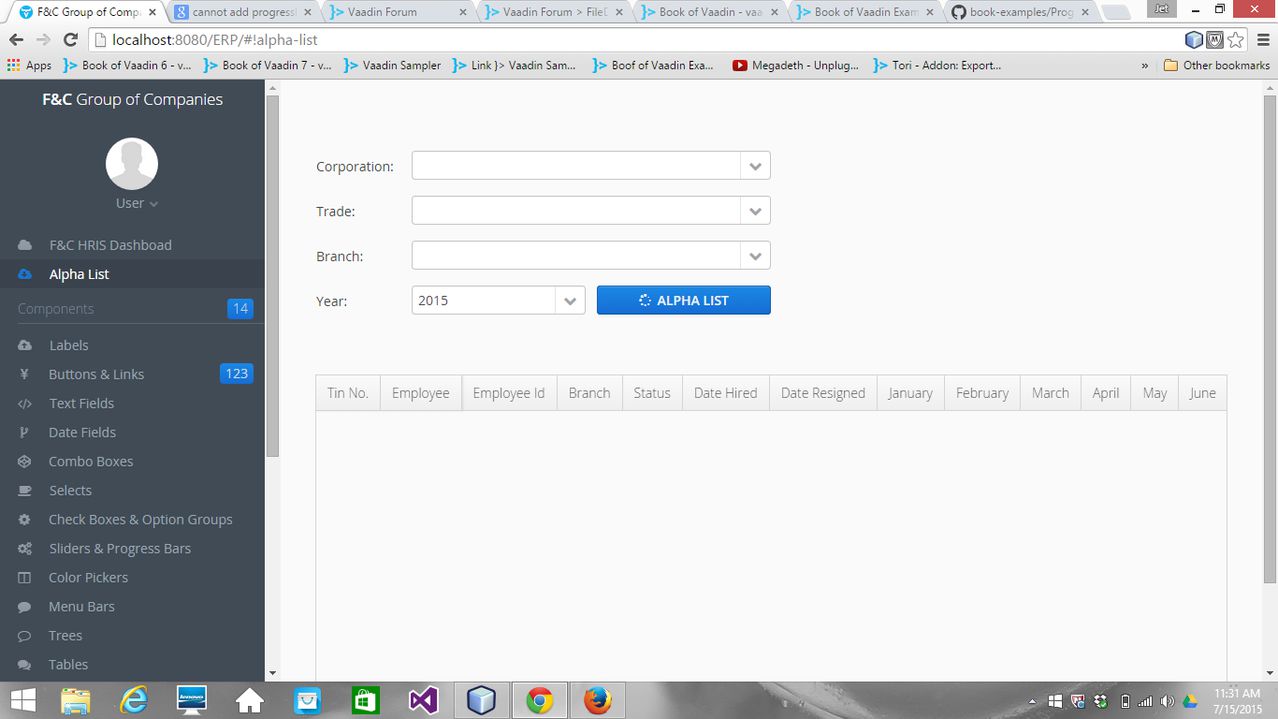 F&C Group of Compa
cannot add progressl
Vaadin Forum
Vaadin Forum > FileD
Book of Vaadin - vaa
Book of Vaadin Exam
book-examples/Prog
Jet
localhost:8080/ERP/#!alpha-list
Apps
Book of Vaadin 6 - v...
Book of Vaadin 7 - v...
Vaadin Sampler
Link }> Vaadin Sam...
Boof of Vaadin Exa...
Megadeth - Unplug...
Tori - Addon: Export...
»
Other bookmarks
F&C Group of Companies
User
F&C HRIS Dashboad
Alpha List
Components 14
Labels
Buttons & Links 123
Text Fields
Date Fields
Combo Boxes
Selects
Check Boxes & Option Groups
Sliders & Progress Bars
Color Pickers
Menu Bars
Trees
Tables
Corporation:
Trade:
Branch:
Year: 2015 ALPHA LIST
Tin No. Employee Employee Id Branch Status Date Hired Date Resigned January February March April May June
lenovo
11:31 AM
7/15/2015